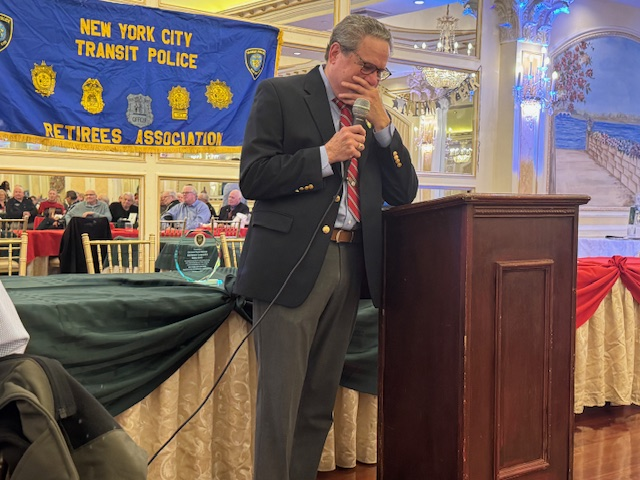 NEW YORK CITY
TRANSIT POLICE
RETIREES ASSOCIATION